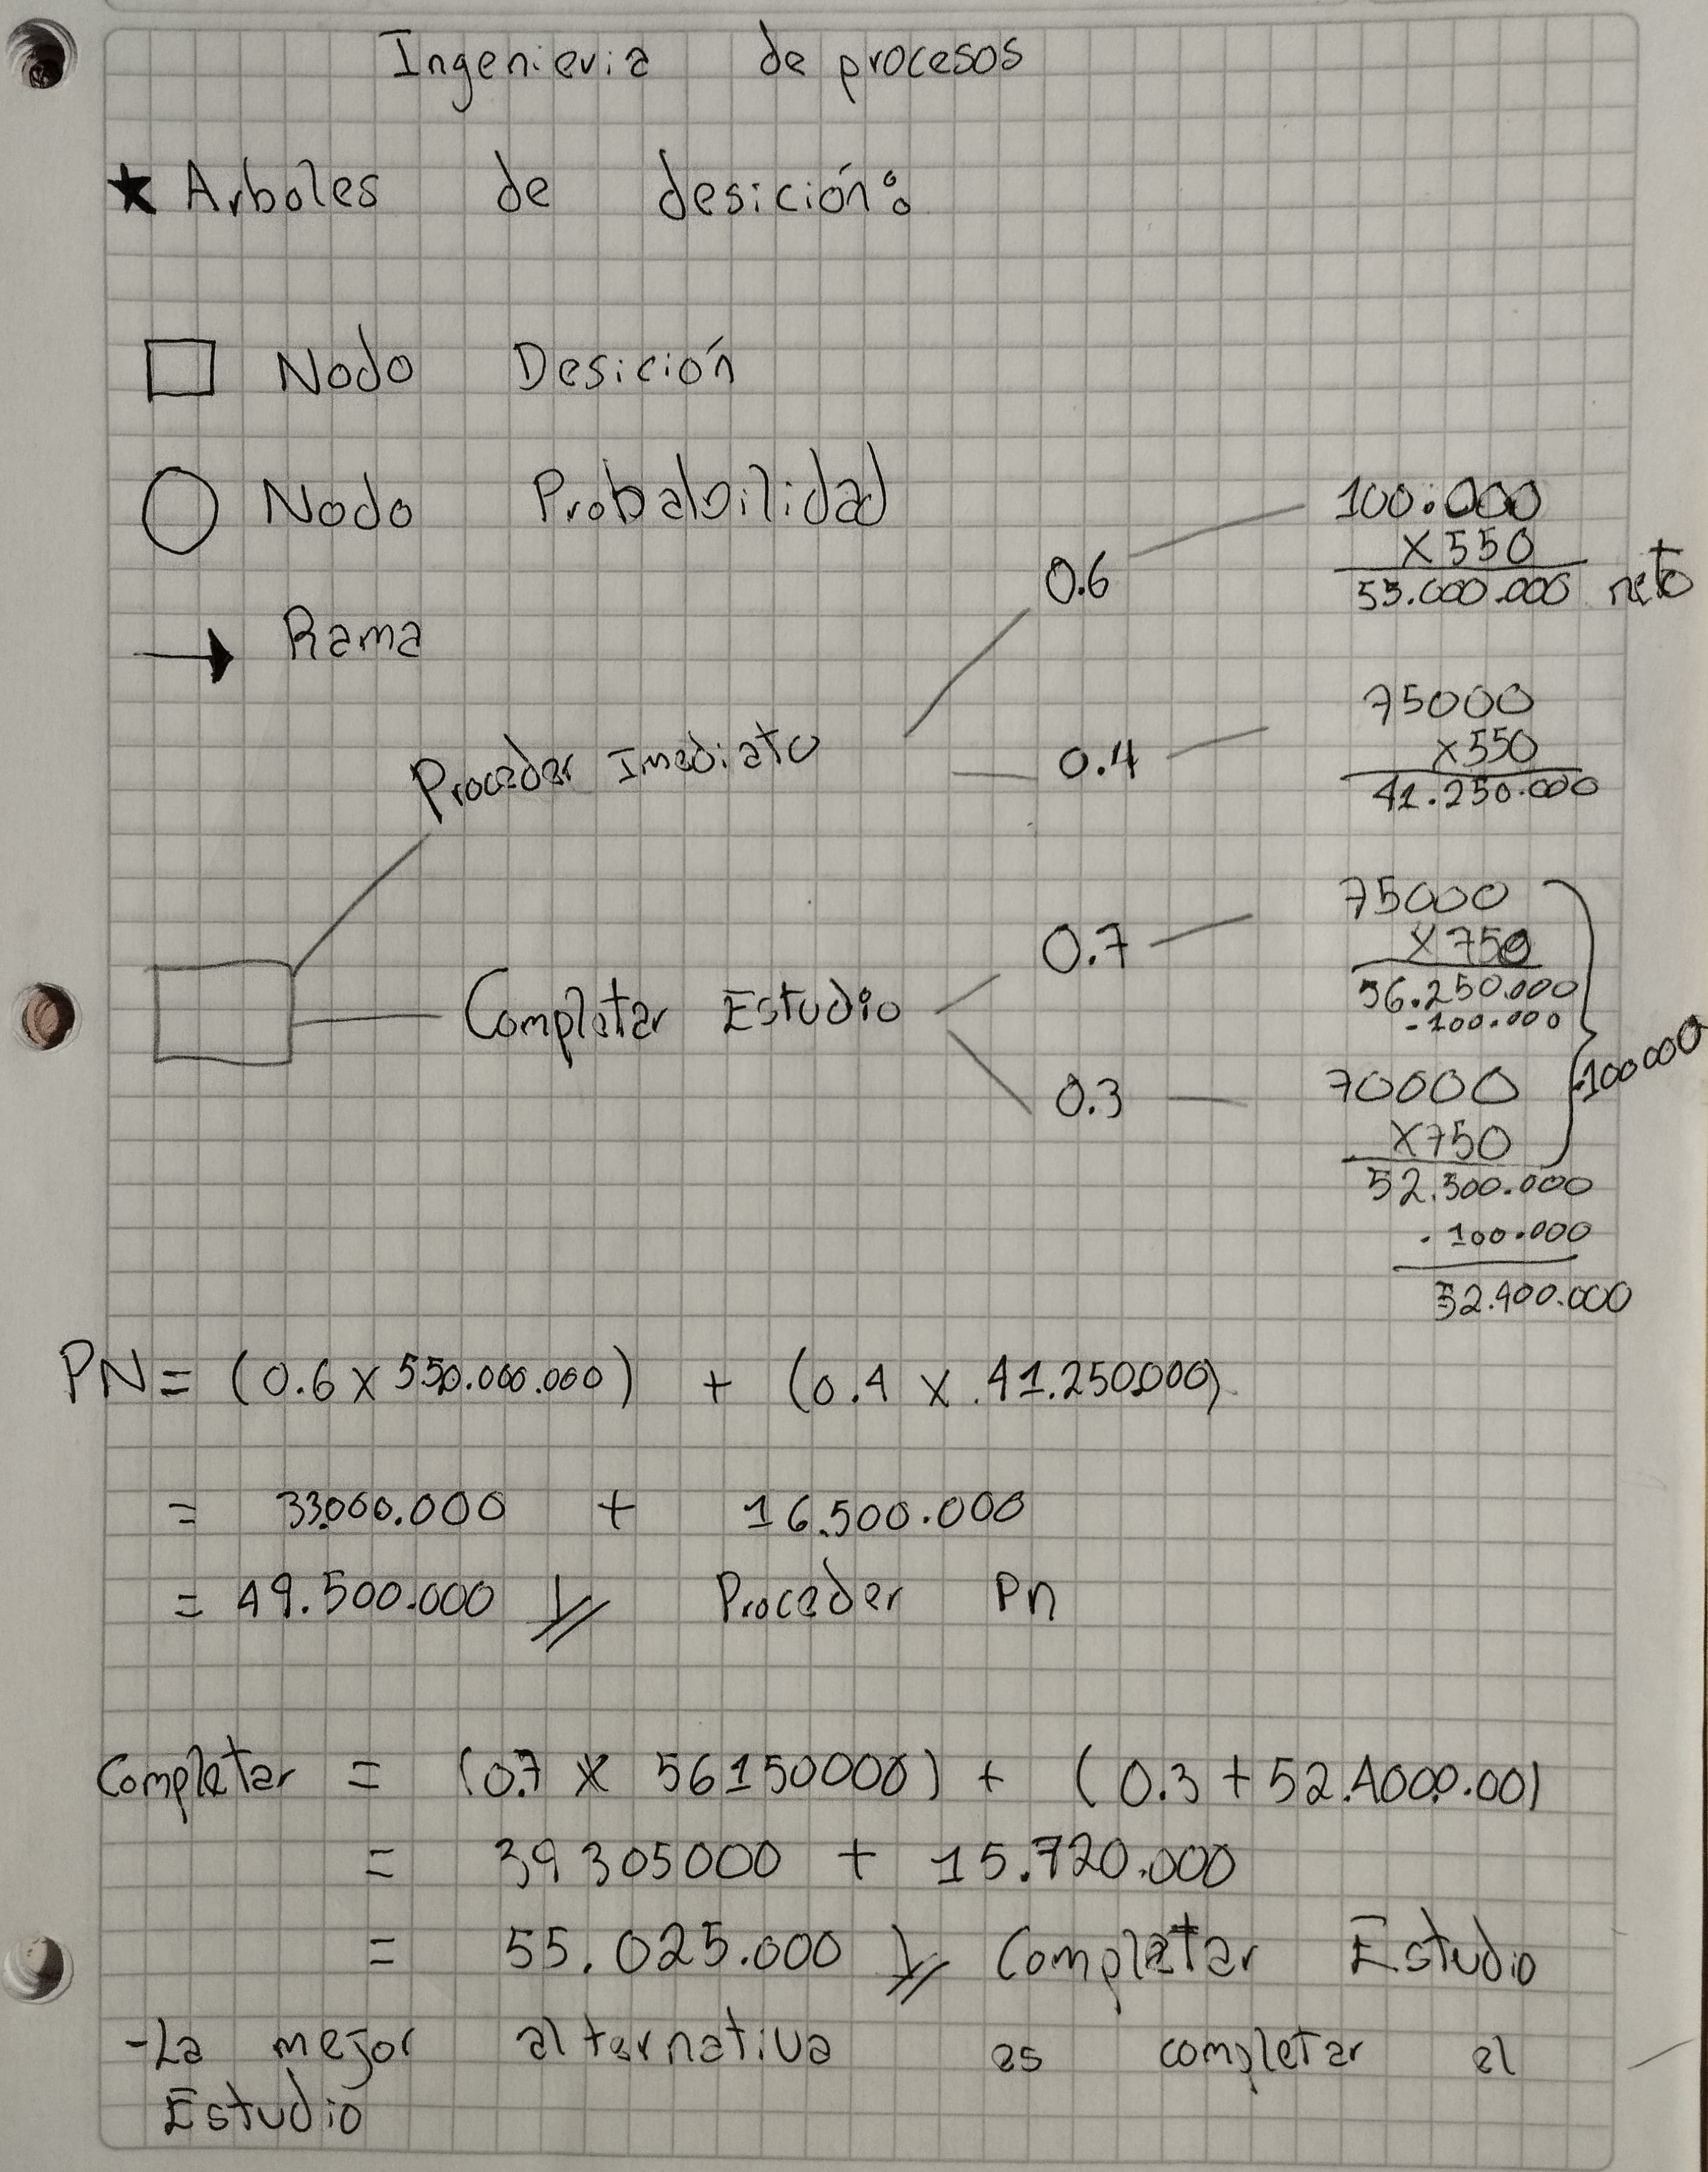 Ingenieria de procesos
★ Arboles de desición:
Nodo Desición
Nodo Probabilidad
Rama
Proceder Imediato
0.6
100.000
X550
55.000.000 neto
0.4
75000
x550
41.250.000
Completar Estudio
0.7
75000
X750
56.250.000
-100.000
0.3
70000
X750
52.500.000
-100.000
52.400.000
-100000
PN = (0.6 x 550.000.000) + (0.4 x .41.250000)
= 33000.000 + 16.500.000
= 49.500.000 Proceder Pn
Completar = (0.7 x 56150000) + (0.3 + 52.4000.00)
= 39305000 + 15.720.000
= 55.025.000 Completar Estudio
-La mejor alternativa es completar el
Estudio